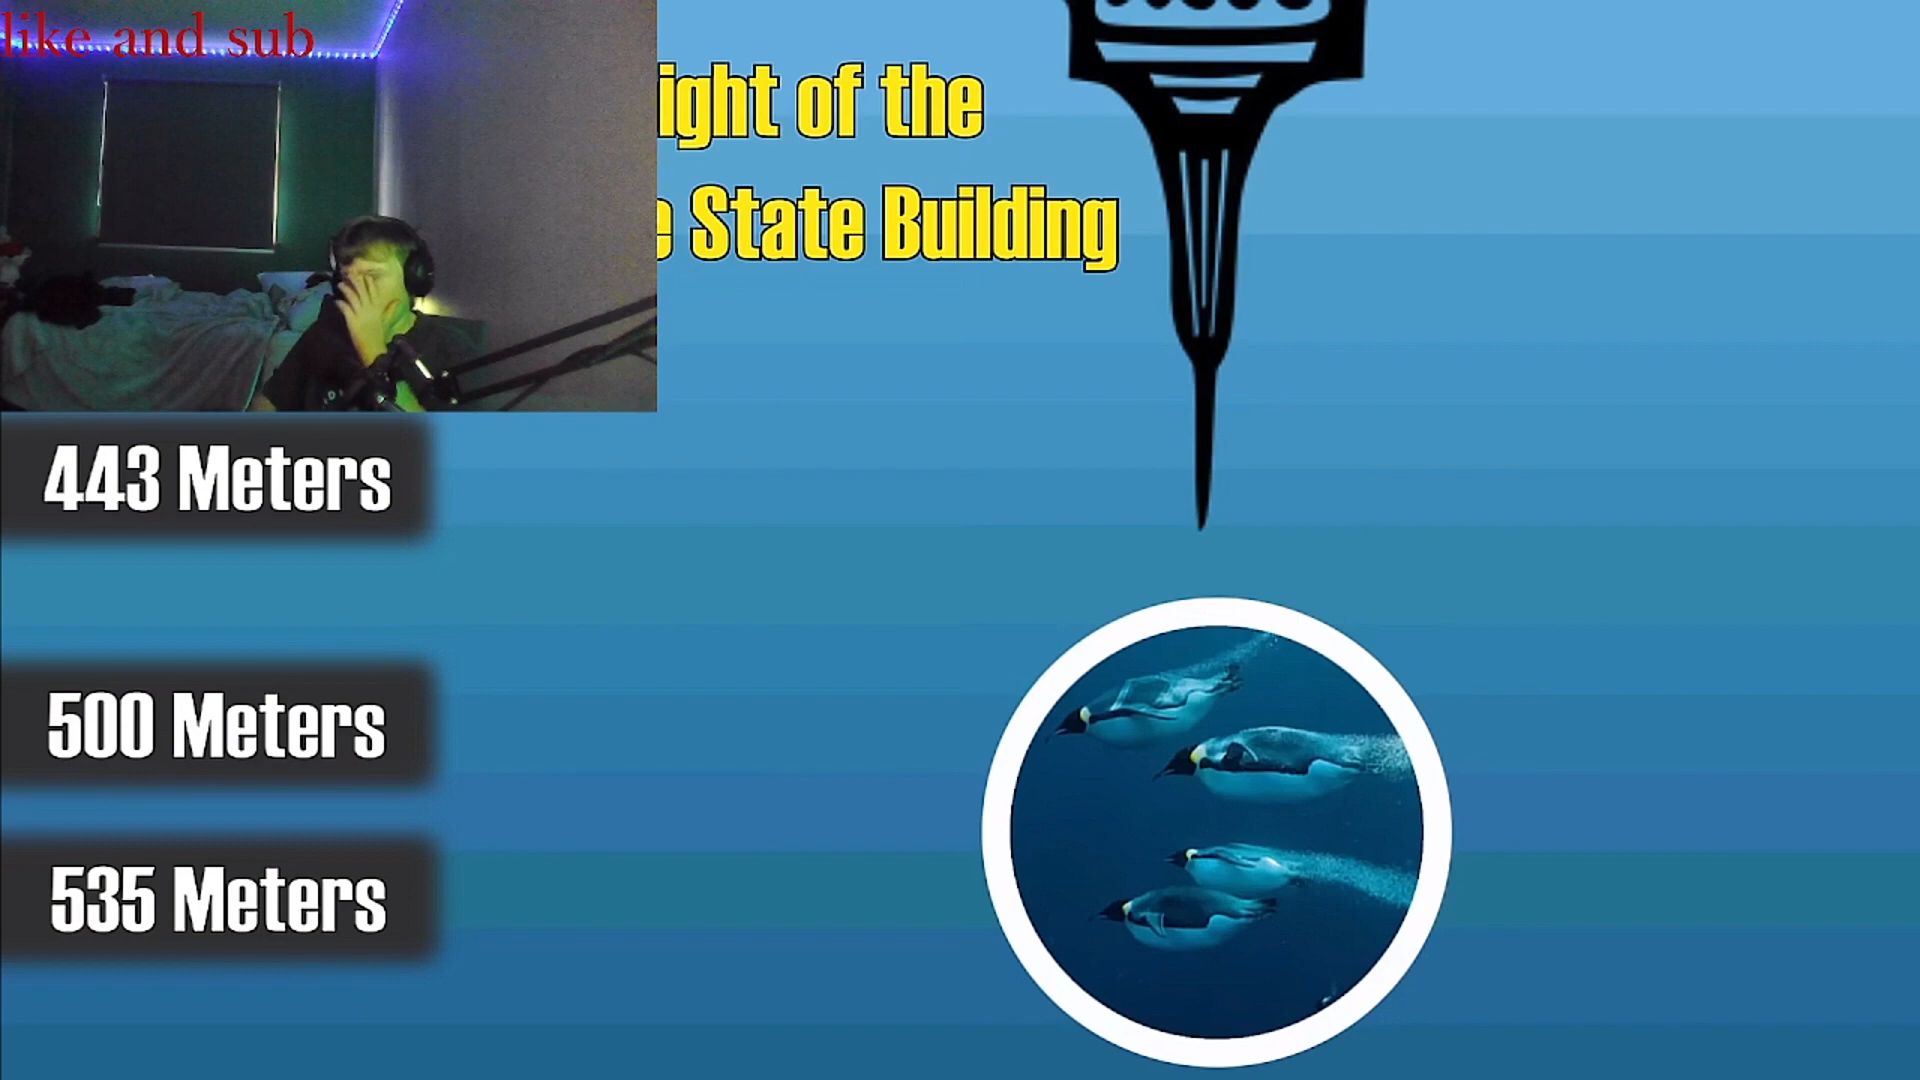 like and sub
ight of the
e State Building
443 Meters
500 Meters
535 Meters